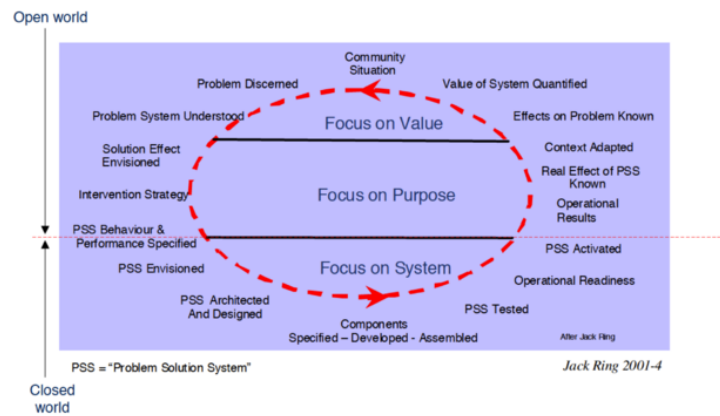 Open world
Community
Situation
Problem Discerned
Value of System Quantified
Problem System Understood
Effects on Problem Known
Focus on Value
Solution Effect
Envisioned
Context Adapted
Real Effect of PSS
Known
Intervention Strategy
Focus on Purpose
Operational
Results
PSS Behaviour &
Performance Specified
PSS Activated
PSS Envisioned
Focus on System
Operational Readiness
PSS Architected
And Designed
PSS Tested
Components
Specified – Developed - Assembled
After Jack Ring
PSS = “Problem Solution System”
Jack Ring 2001-4
Closed
world